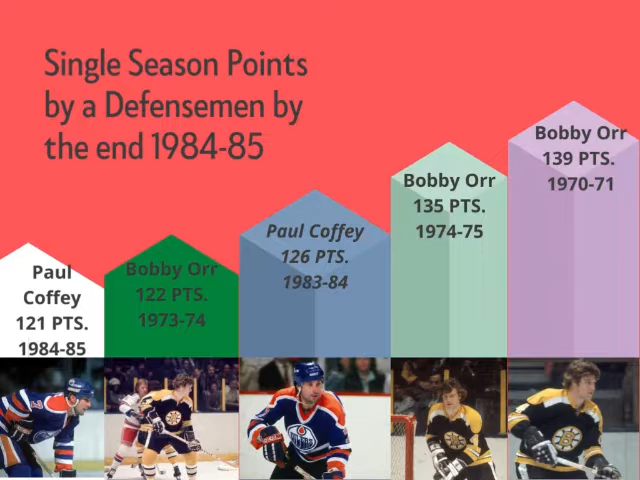 Single Season Points
by a Defensemen by
the end 1984-85
Paul
Coffey
121 PTS.
1984-85
Bobby Orr
122 PTS.
1973-74
Paul Coffey
126 PTS.
1983-84
Bobby Orr
135 PTS.
1974-75
Bobby Orr
139 PTS.
1970-71